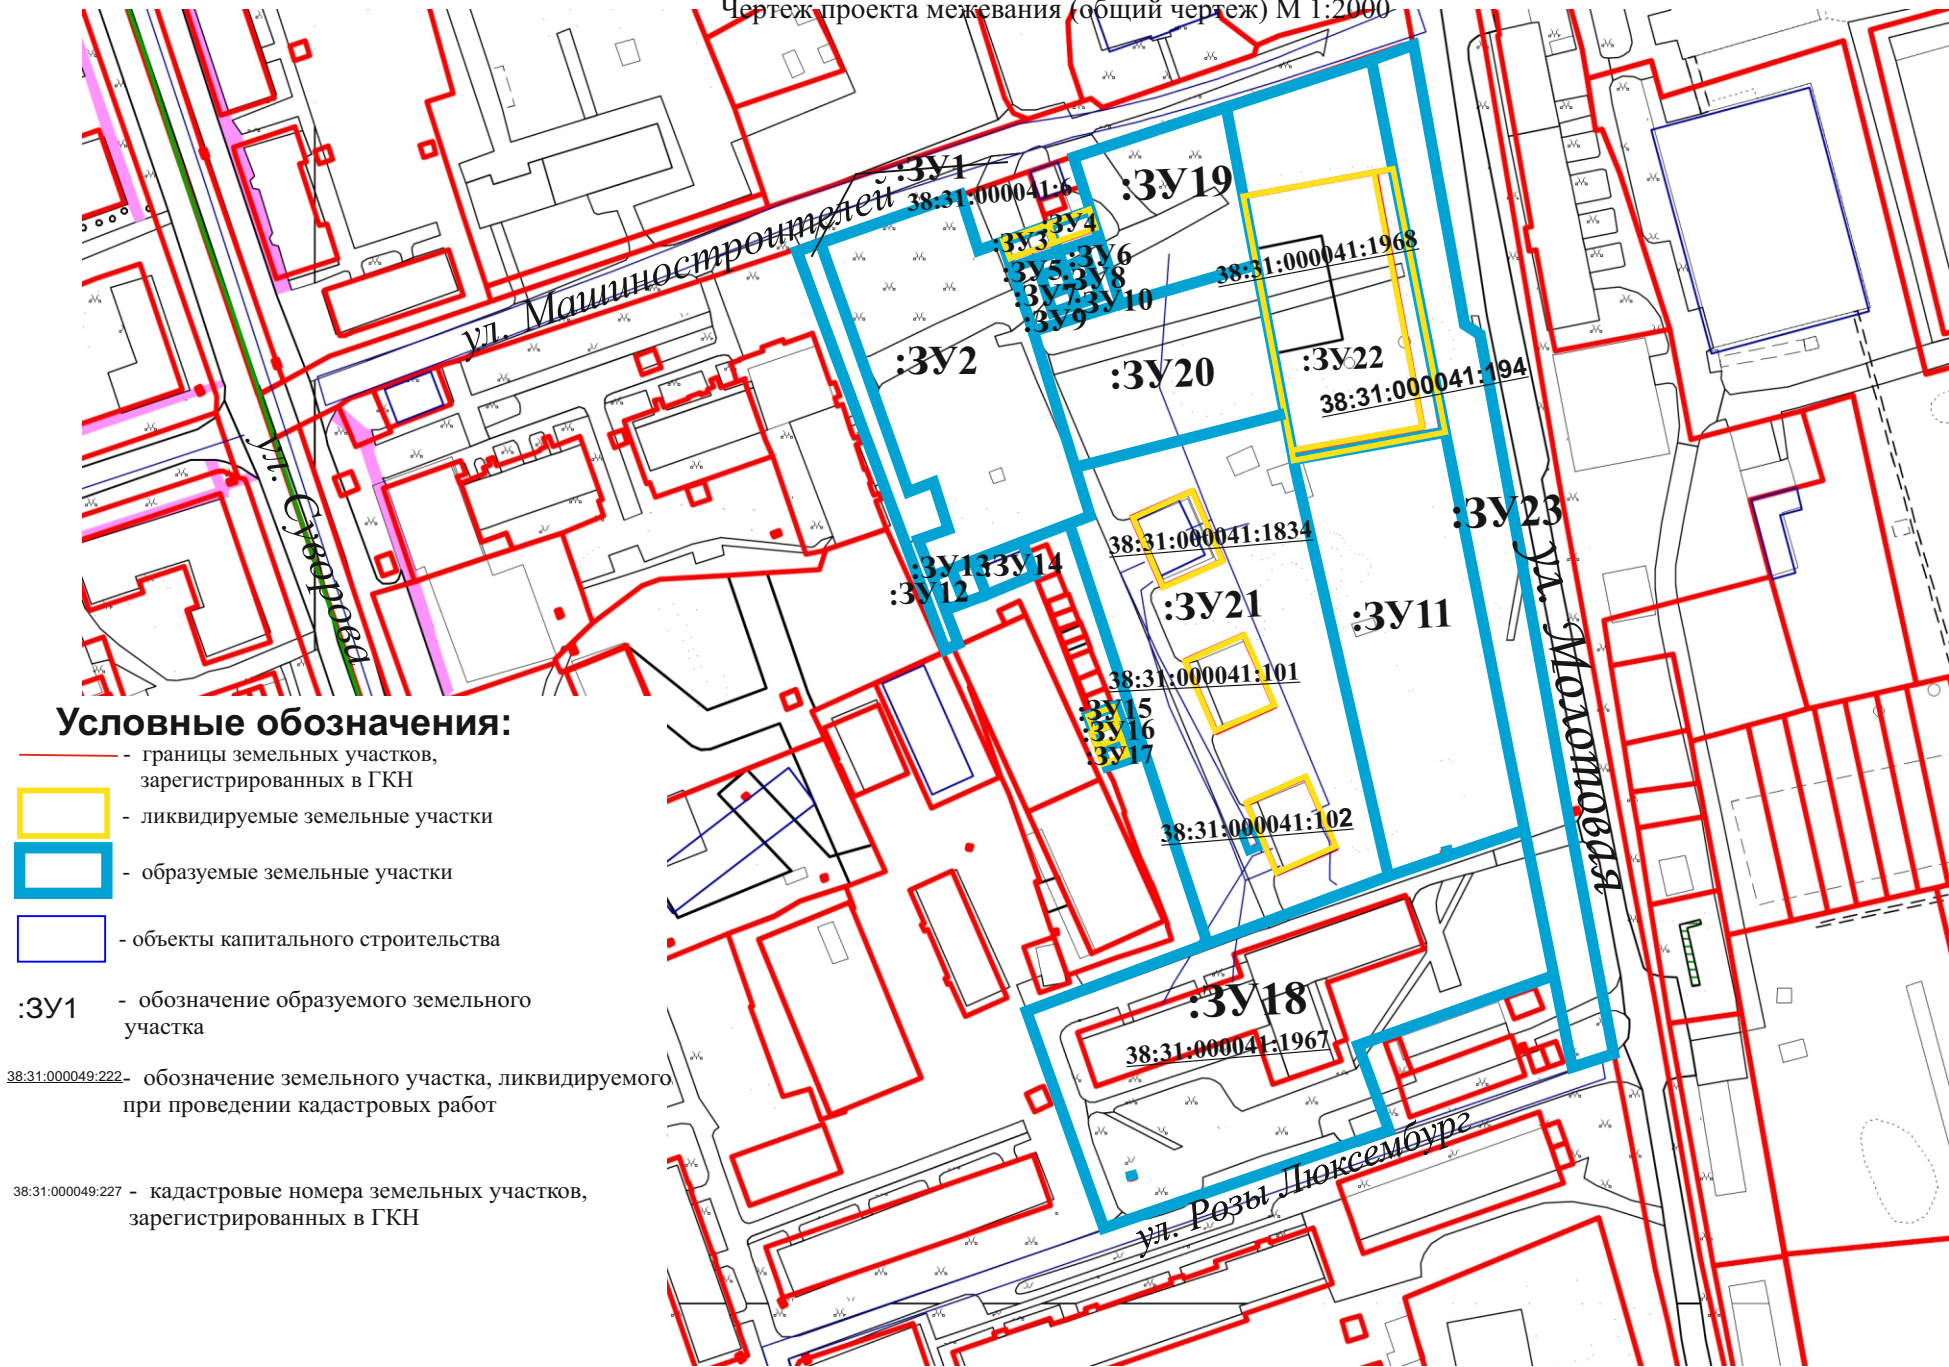 Чертеж проекта межевания (общий чертеж) М 1:2000
:ЗУ1
38:31:000041:6
:ЗУ19
ул. Машиностроителей
:ЗУ4
:ЗУ3
:ЗУ6
:ЗУ5
:ЗУ8
:ЗУ7
:ЗУ10
:ЗУ9
38:31:000041:1968
:ЗУ2
:ЗУ20
:ЗУ22
38:31:000041:194
ул. Суворова
:ЗУ23
38:31:000041:1834
:ЗУ13
:ЗУ14
:ЗУ12
:ЗУ21
:ЗУ11
ул. Молотовая
38:31:000041:101
:ЗУ15
:ЗУ16
:ЗУ17
38:31:000041:102
:ЗУ18
38:31:000041:1967
ул. Розы Люксембург
Условные обозначения:
- границы земельных участков,
зарегистрированных в ГКН
- ликвидируемые земельные участки
- образуемые земельные участки
- объекты капитального строительства
:ЗУ1 - обозначение образуемого земельного
участка
38:31:000049:222 - обозначение земельного участка, ликвидируемого
при проведении кадастровых работ
38:31:000049:227 - кадастровые номера земельных участков,
зарегистрированных в ГКН